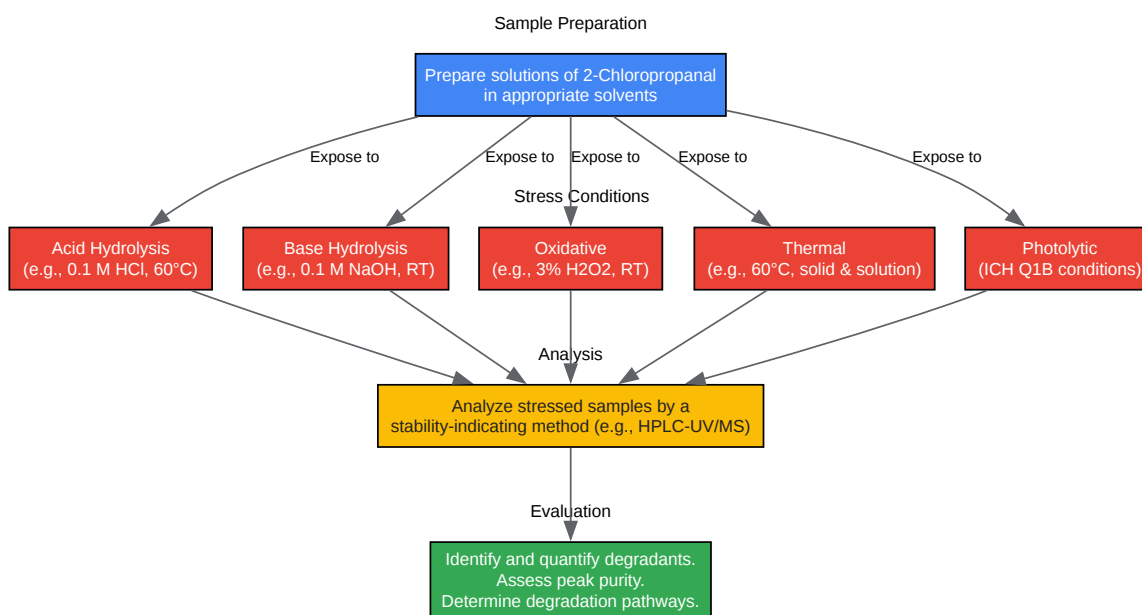 Sample Preparation
Prepare solutions of 2-Chloropropanal
in appropriate solvents
Expose to
Expose to
Expose to
Expose to
Expose to
Stress Conditions
Acid Hydrolysis
(e.g., 0.1 M HCl, 60°C)
Base Hydrolysis
(e.g., 0.1 M NaOH, RT)
Oxidative
(e.g., 3% H2O2, RT)
Thermal
(e.g., 60°C, solid & solution)
Photolytic
(ICH Q1B conditions)
Analysis
Analyze stressed samples by a
stability-indicating method (e.g., HPLC-UV/MS)
Evaluation
Identify and quantify degradants.
Assess peak purity.
Determine degradation pathways.